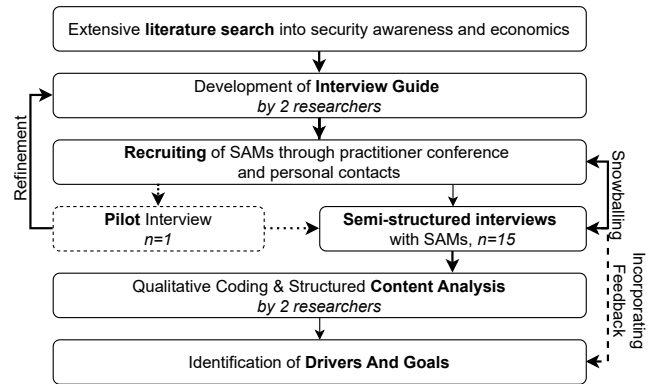 Extensive literature search into security awareness and economics
Development of Interview Guide
by 2 researchers
Refinement
Recruiting of SAMs through practitioner conference
and personal contacts
Snowballing
Pilot Interview
n=1
Semi-structured interviews
with SAMs, n=15
Incorporating
Feedback
Qualitative Coding & Structured Content Analysis
by 2 researchers
Identification of Drivers And Goals